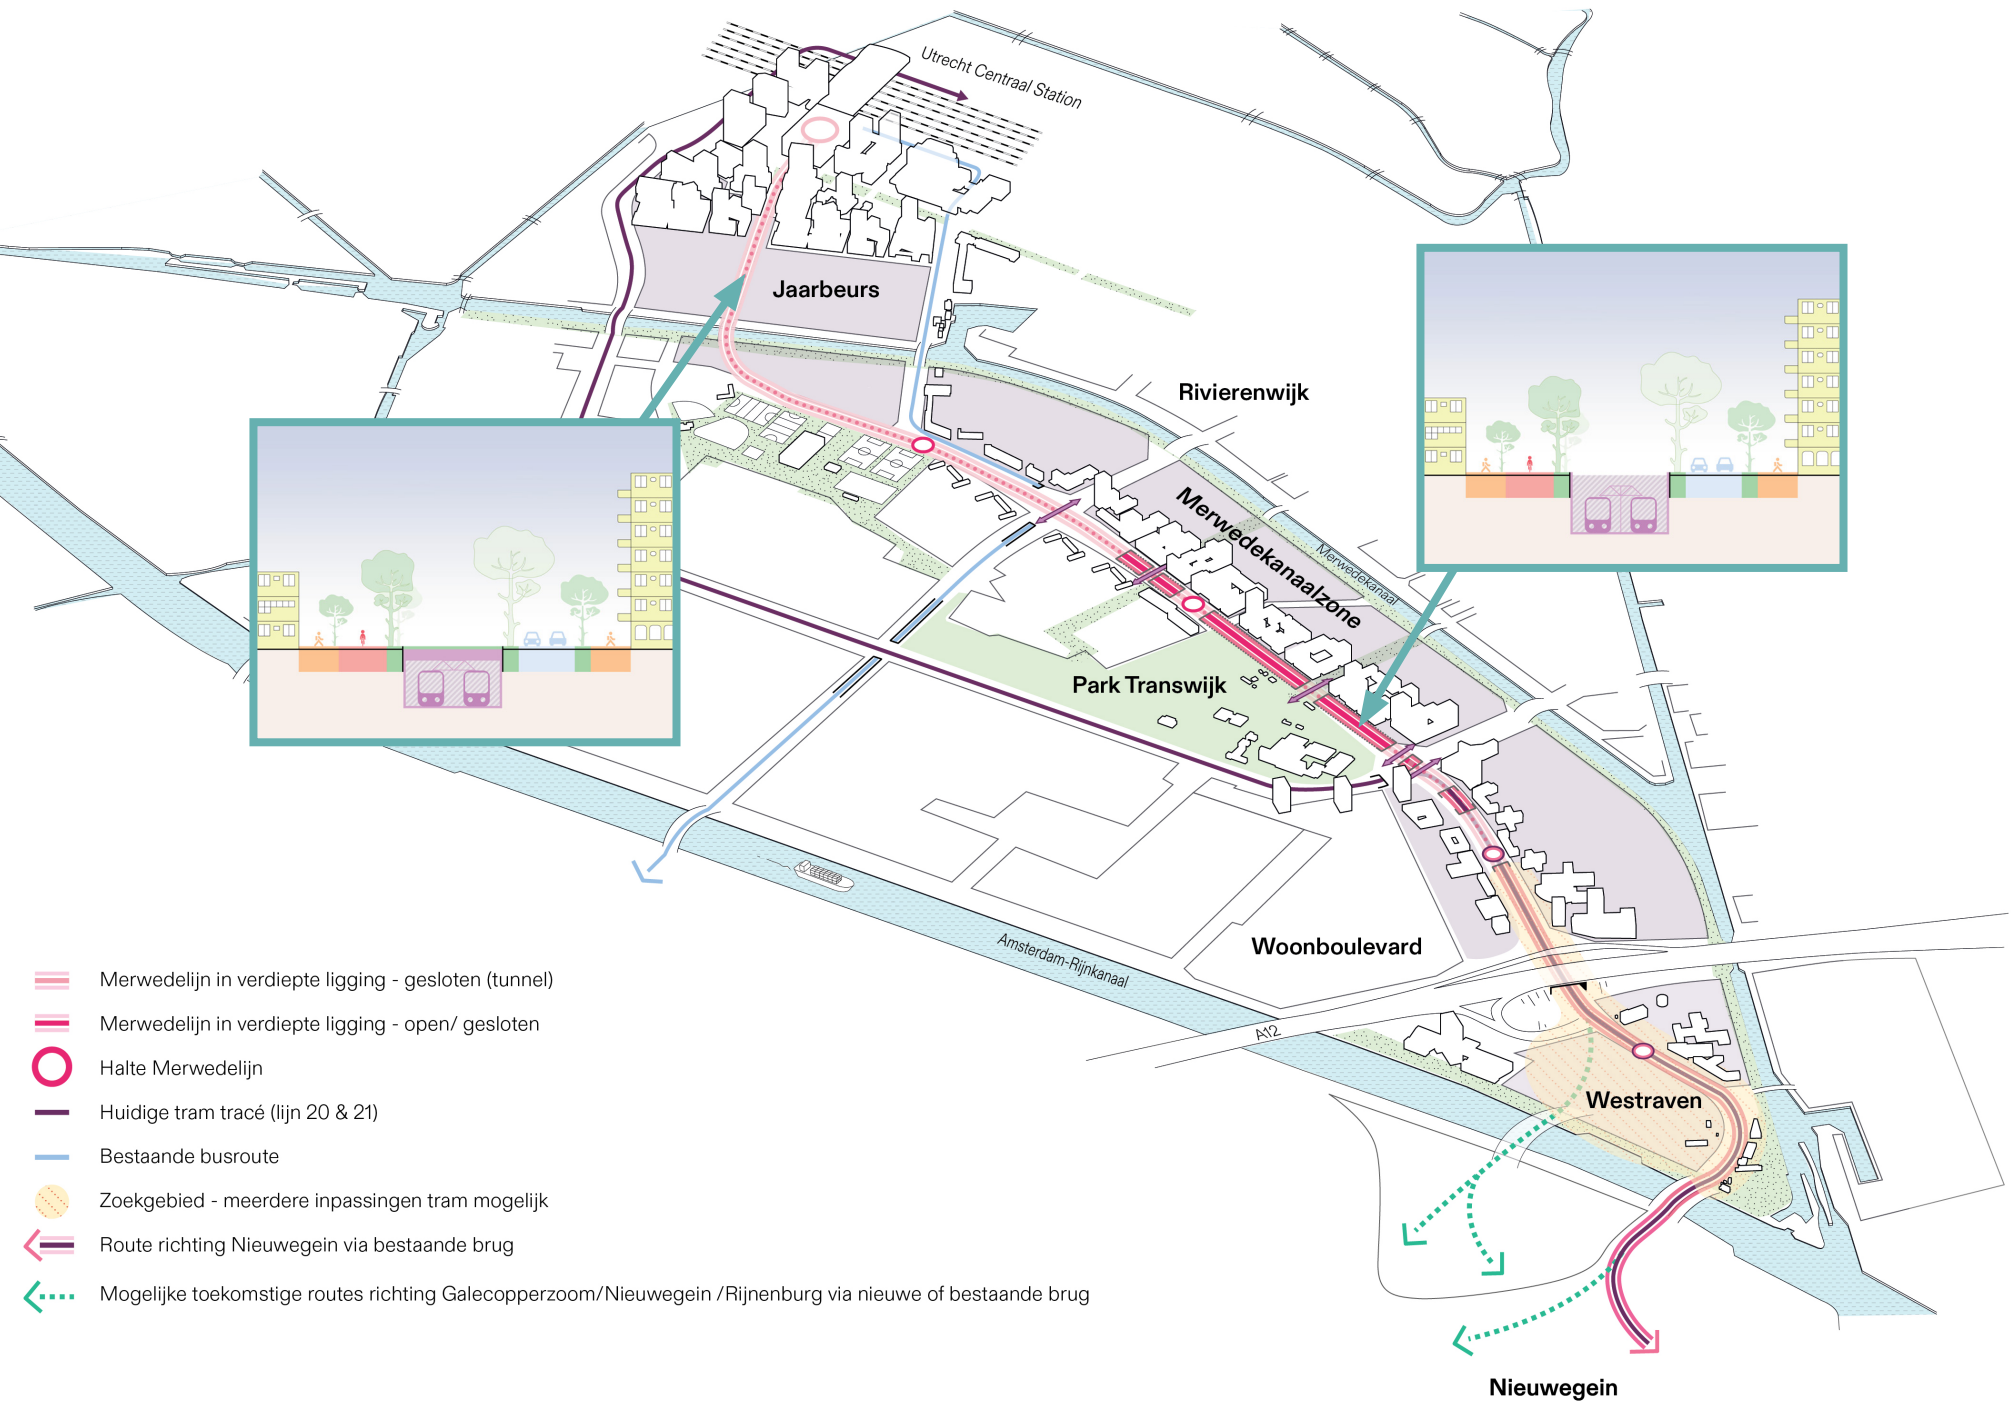 Utrecht Centraal Station
Jaarbeurs
Rivierenwijk
Merwedekanaalzone
Merwedekanaal
Park Transwijk
Woonboulevard
Amsterdam-Rijnkanaal
A12
Westraven
Nieuwegein
Merwedelijn in verdiepte ligging - gesloten (tunnel)
Merwedelijn in verdiepte ligging - open/ gesloten
Halte Merwedelijn
Huidige tram tracé (lijn 20 & 21)
Bestaande busroute
Zoekgebied - meerdere inpassingen tram mogelijk
Route richting Nieuwegein via bestaande brug
Mogelijke toekomstige routes richting Galecopperzoom/Nieuwegein /Rijnenburg via nieuwe of bestaande brug